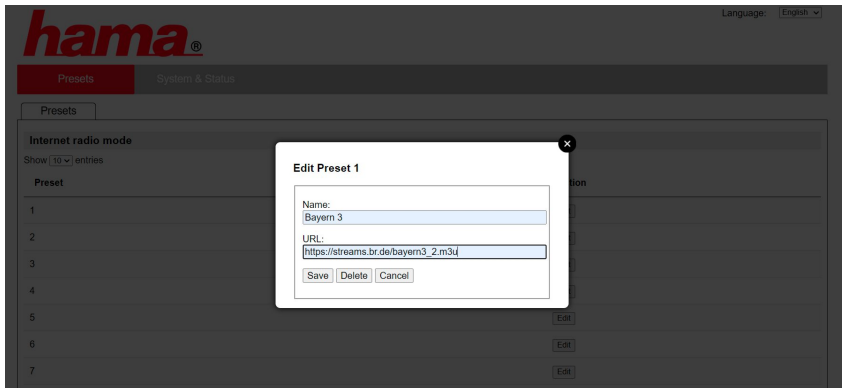 Language: English
hama®
Presets System & Status
Presets
Internet radio mode
Show 10 entries
Preset
1
2
3
4
5 Edit
6 Edit
7 Edit
×
Edit Preset 1
Name:
Bayern 3
URL:
https://streams.br.de/bayern3_2.m3u
Save Delete Cancel